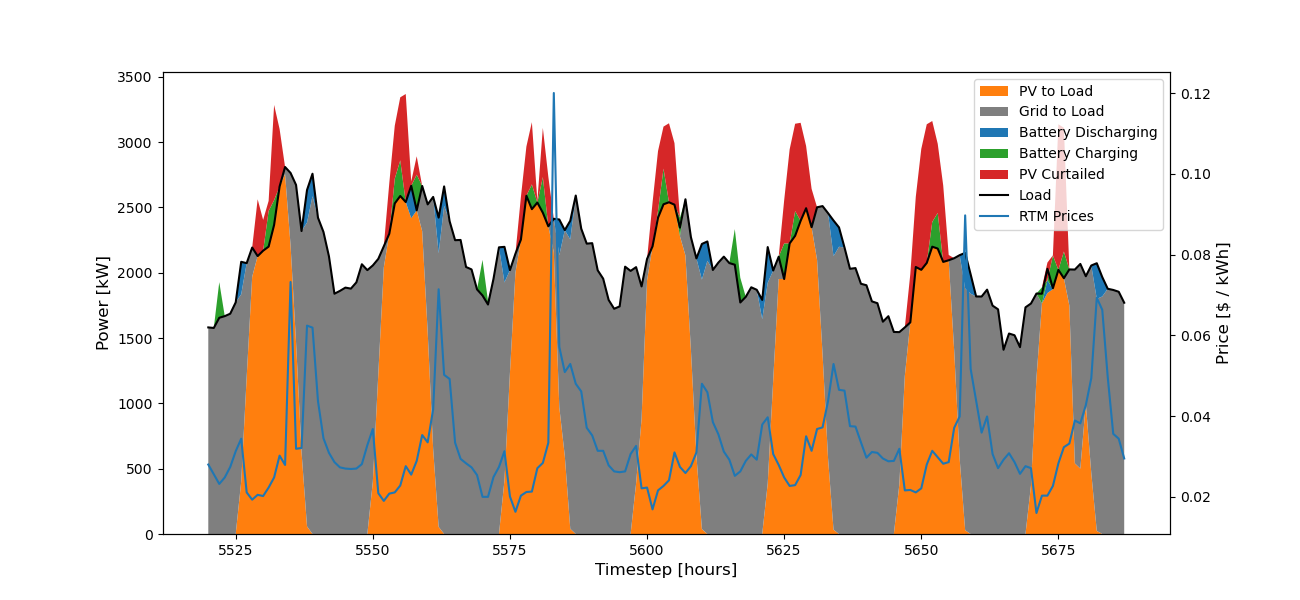 3500
3000
2500
2000
1500
1000
500
0
Power [kW]
5525
5550
5575
5600
5625
5650
5675
Timestep [hours]
0.12
0.10
0.08
0.06
0.04
0.02
Price [$ / kWh]
PV to Load
Grid to Load
Battery Discharging
Battery Charging
PV Curtailed
Load
RTM Prices